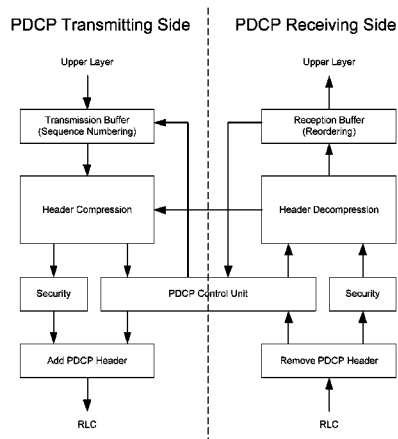 PDCP Transmitting Side
PDCP Receiving Side
Upper Layer
Upper Layer
Transmission Buffer
(Sequence Numbering)
Reception Buffer
(Reordering)
Header Compression
Header Decompression
Security
PDCP Control Unit
Security
Add PDCP Header
Remove PDCP Header
RLC
RLC